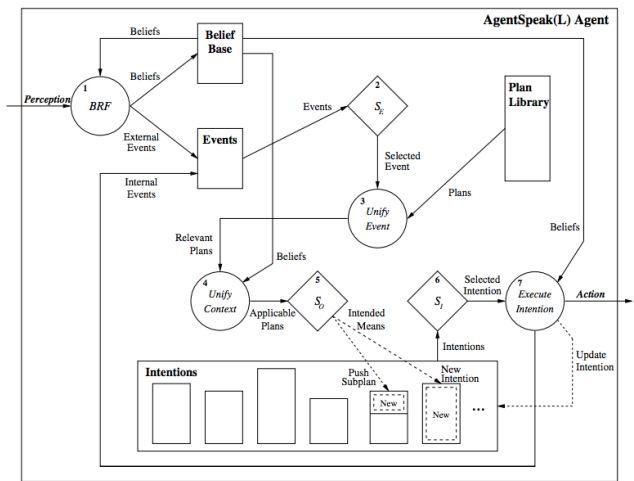 AgentSpeak(L) Agent
Beliefs
Belief
Base
1
Beliefs
2
Plan
Library
Perception
BRF
Events
S_E
External
Events
Events
Selected
Event
Internal
Events
3
Plans
Unify
Event
Beliefs
Relevant
Plans
Beliefs
4
5
6
Selected
Intention
7
Unify
Context
Applicable
Plans
S_O
Intended
Means
S_I
Execute
Intention
Action
Intentions
Update
Intention
Intentions
Push
Subplan
New
Intention
New
New
...